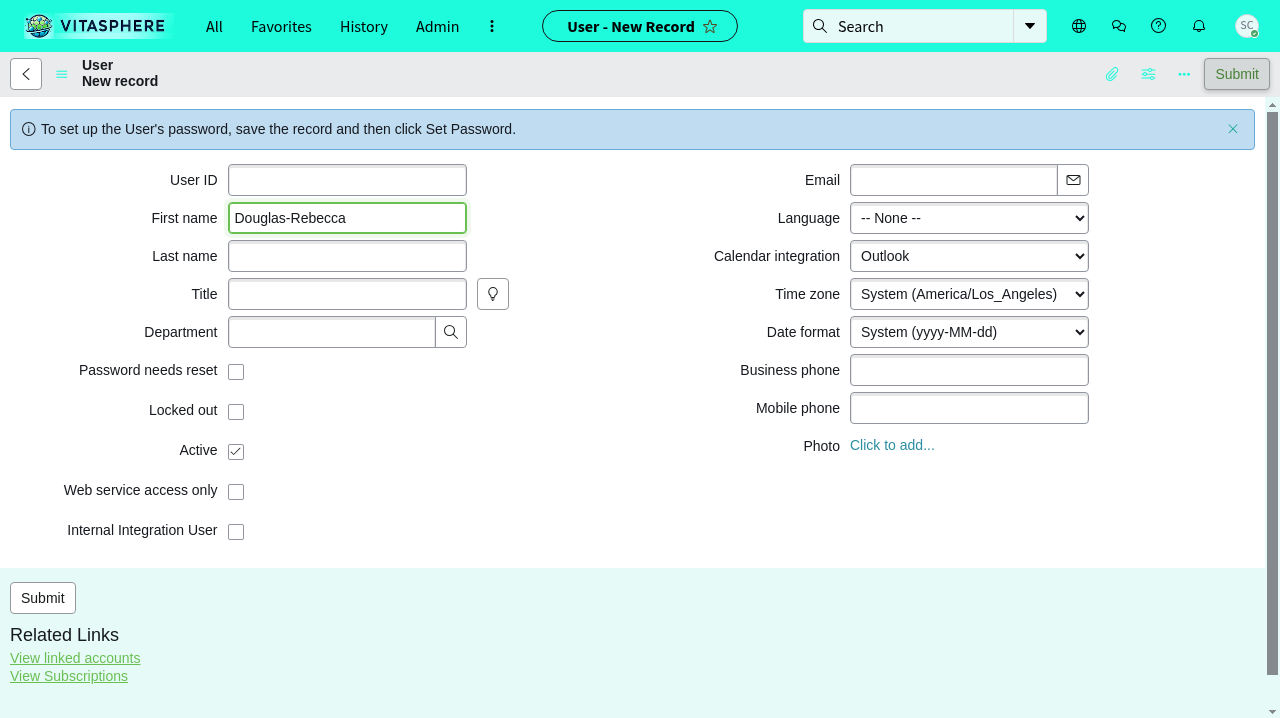 VITASPHERE
All
Favorites
History
Admin
User - New Record
Search
SC
User
New record
Submit
To set up the User's password, save the record and then click Set Password.
User ID
First name
Douglas-Rebecca
Last name
Title
Department
Password needs reset
Locked out
Active
Web service access only
Internal Integration User
Email
Language
-- None --
Calendar integration
Outlook
Time zone
System (America/Los_Angeles)
Date format
System (yyyy-MM-dd)
Business phone
Mobile phone
Photo
Click to add...
Submit
Related Links
View linked accounts
View Subscriptions